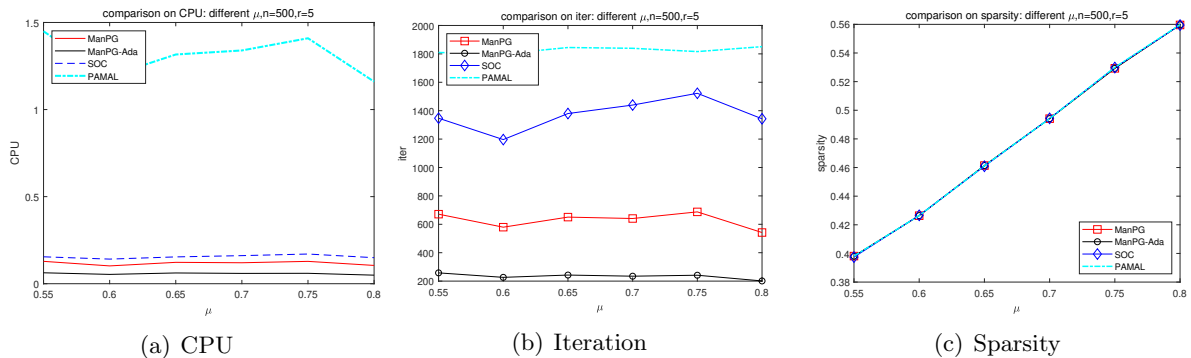 comparison on CPU: different μ,n=500,r=5
1.5
1
0.5
0
CPU
ManPG
ManPG-Ada
SOC
PAMAL
0.55 0.6 0.65 0.7 0.75 0.8
μ
(a) CPU
comparison on iter: different μ,n=500,r=5
2000
1800
1600
1400
1200
1000
800
600
400
200
iter
ManPG
ManPG-Ada
SOC
PAMAL
0.55 0.6 0.65 0.7 0.75 0.8
μ
(b) Iteration
comparison on sparsity: different μ,n=500,r=5
0.56
0.54
0.52
0.5
0.48
0.46
0.44
0.42
0.4
0.38
sparsity
ManPG
ManPG-Ada
SOC
PAMAL
0.55 0.6 0.65 0.7 0.75 0.8
μ
(c) Sparsity